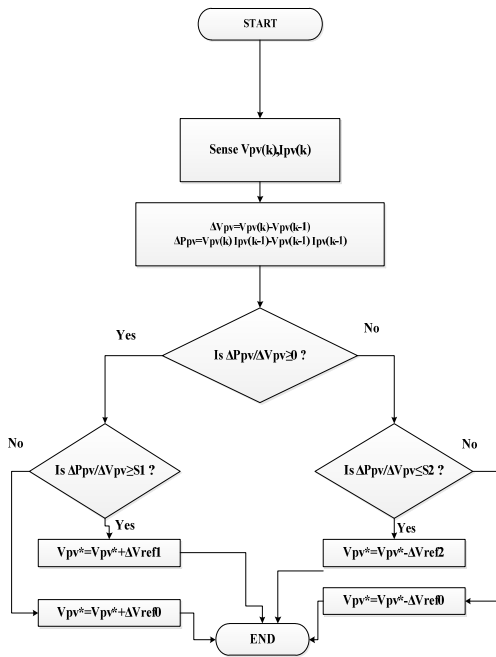 START
Sense Vpv(k),Ipv(k)
ΔVpv=Vpv(k)-Vpv(k-1)
ΔPpv=Vpv(k) Ipv(k-1)-Vpv(k-1) Ipv(k-1)
Is ΔPpv/ΔVpv≥0 ?
Yes
No
Is ΔPpv/ΔVpv≥S1 ?
No
Yes
Is ΔPpv/ΔVpv≤S2 ?
No
Yes
Vpv*=Vpv*+ΔVref1
Vpv*=Vpv*-ΔVref2
Vpv*=Vpv*+ΔVref0
Vpv*=Vpv*-ΔVref0
END